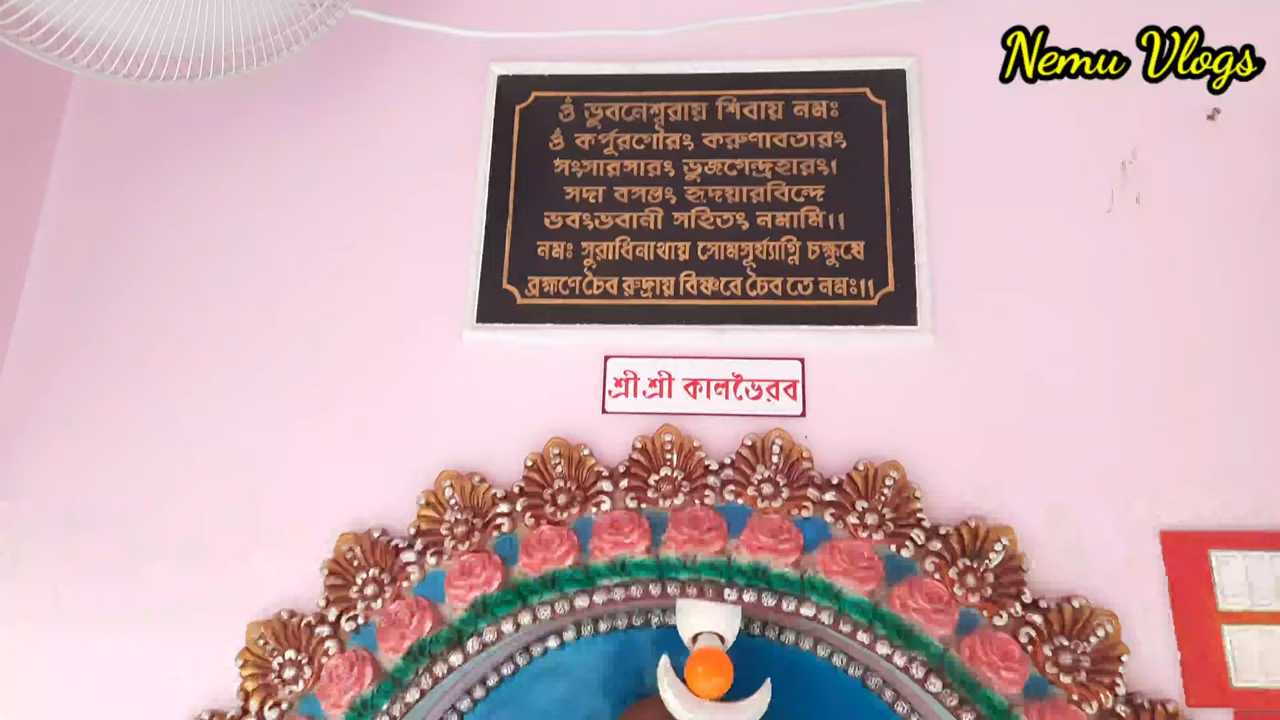 Nemu Vlogs
ওঁ ভুবনেশ্বরায় শিবায় নমঃ
ওঁ কর্পূরগৌরং করুণাবতারং
সংসারসারং ভুজগেন্দ্রহারং।
সদা বসন্তং হৃদয়ারবিন্দে
ভবংভবানী সহিতং নমামি।।
নমঃ সুরাধিনাথায় সোমসূর্য্যাগ্নি চক্ষুষে
ব্রহ্মণে চৈব রুদ্রায় বিষ্ণবে চৈব তে নমঃ।।
শ্রী শ্রী কালভৈরব